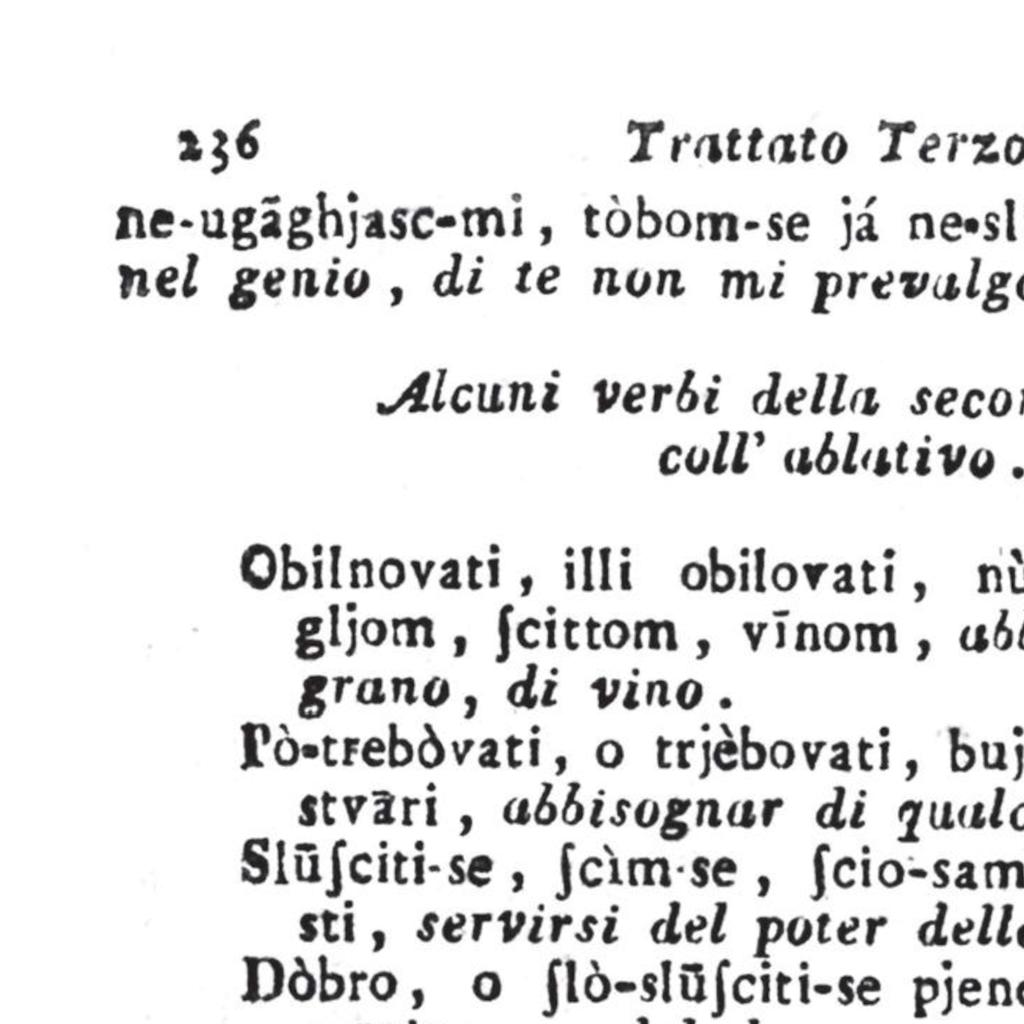 236 Trattato Terzo
ne-ugāghjasc-mi, tòbom-se já ne-sl
nel genio, di te non mi prevalgo
Alcuni verbi della secon
coll' ablativo.
Obilnovati, illi obilovati, nù
gljom, ſcittom, vīnom, abb
grano, di vino.
Pò-trebòvati, o trjèbovati, buj
stvāri, abbisognar di qualc
Slūſciti-se, ſcìm-se, ſcio-sam
sti, servirsi del poter delle
Dòbro, o ſlò-slūſciti-se pjene